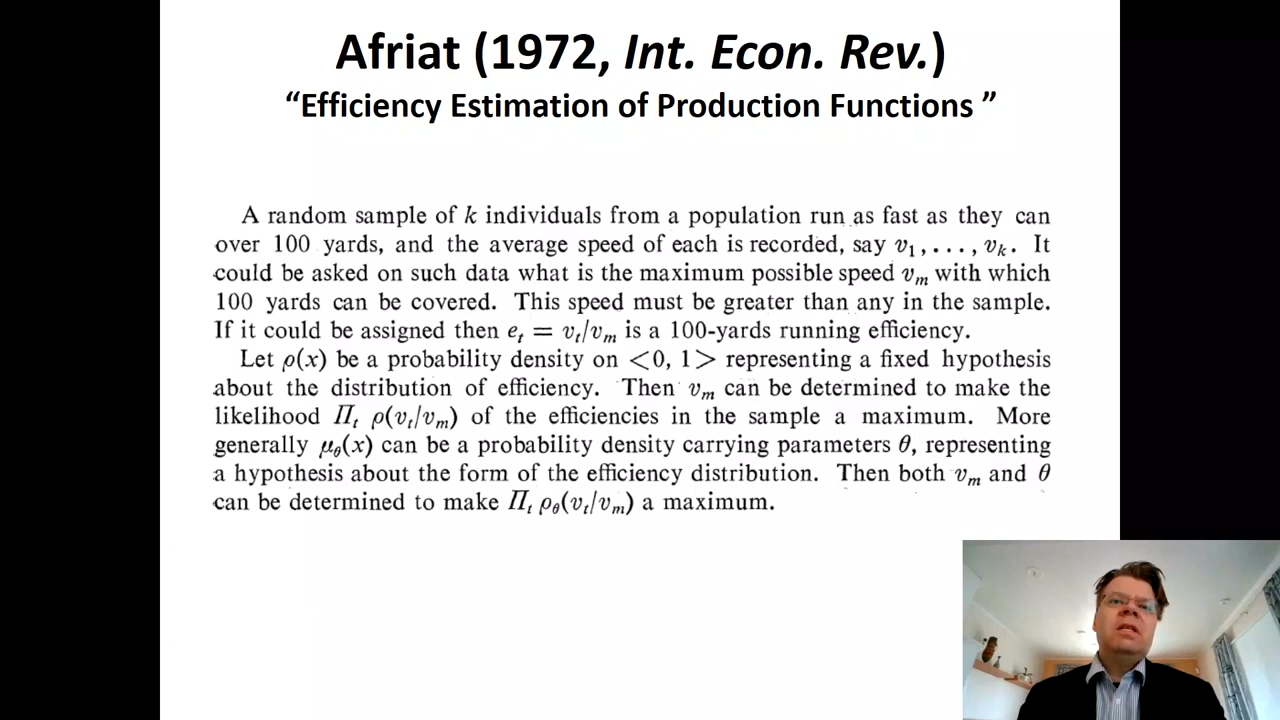 Afriat (1972, Int. Econ. Rev.)
“Efficiency Estimation of Production Functions ”
A random sample of k individuals from a population run as fast as they can
over 100 yards, and the average speed of each is recorded, say v₁, . . . , vₖ. It
could be asked on such data what is the maximum possible speed vₘ with which
100 yards can be covered. This speed must be greater than any in the sample.
If it could be assigned then eₜ = vₜ/vₘ is a 100-yards running efficiency.
Let ρ(x) be a probability density on <0, 1> representing a fixed hypothesis
about the distribution of efficiency. Then vₘ can be determined to make the
likelihood Πₜ ρ(vₜ/vₘ) of the efficiencies in the sample a maximum. More
generally μ_θ(x) can be a probability density carrying parameters θ, representing
a hypothesis about the form of the efficiency distribution. Then both vₘ and θ
can be determined to make Πₜ ρ_θ(vₜ/vₘ) a maximum.